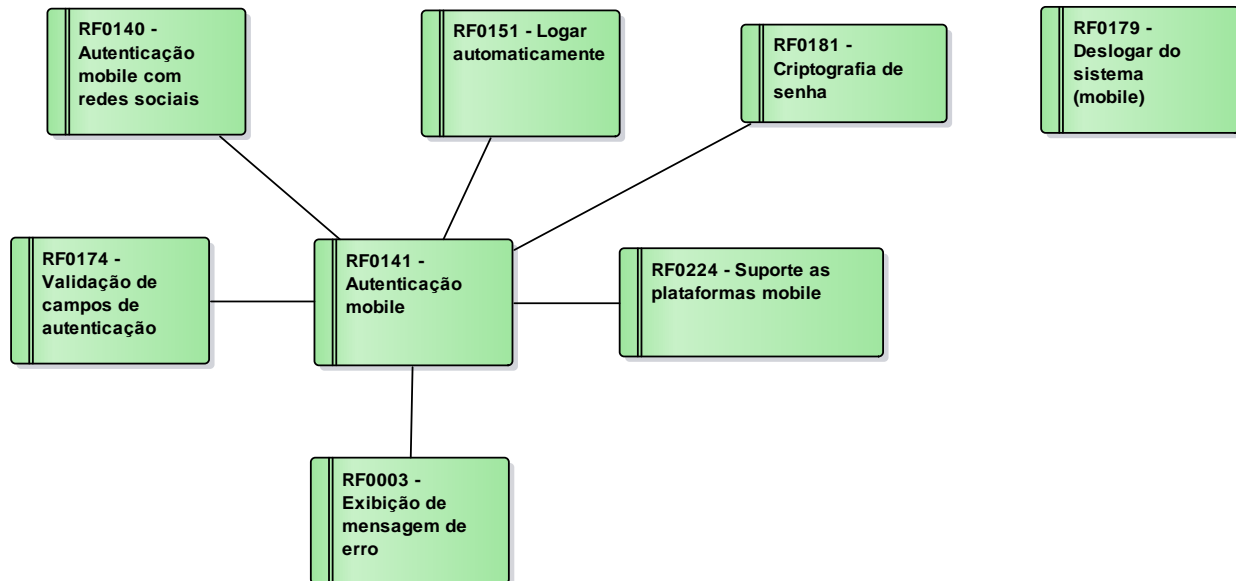 RF0140 -
Autenticação
mobile com
redes sociais
RF0151 - Logar
automaticamente
RF0181 -
Criptografia de
senha
RF0179 -
Deslogar do
sistema
(mobile)
RF0174 -
Validação de
campos de
autenticação
RF0141 -
Autenticação
mobile
RF0224 - Suporte as
plataformas mobile
RF0003 -
Exibição de
mensagem de
erro